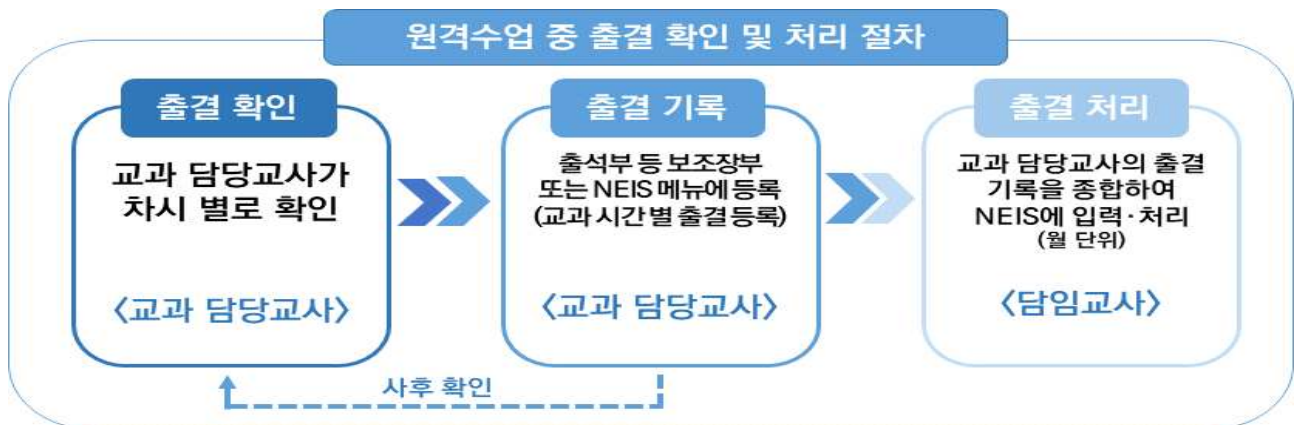 원격수업 중 출결 확인 및 처리 절차
출결 확인
교과 담당교사가
차시 별로 확인
〈교과 담당교사〉
출결 기록
출석부 등 보조장부
또는 NEIS 메뉴에 등록
(교과 시간별 출결 등록)
〈교과 담당교사〉
출결 처리
교과 담당교사의 출결
기록을 종합하여
NEIS에 입력·처리
(월 단위)
〈담임교사〉
사후 확인